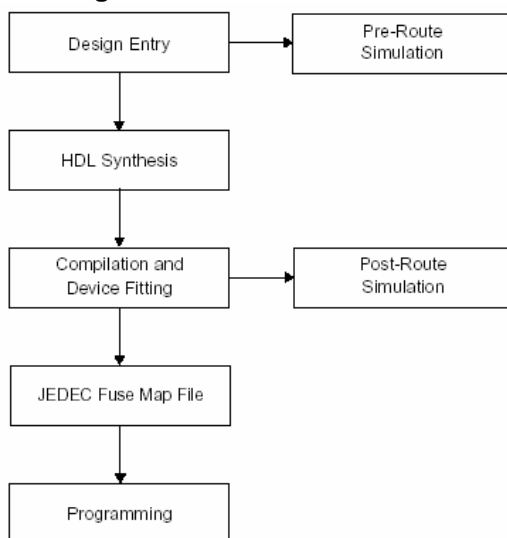 Design Entry
Pre-Route
Simulation
HDL Synthesis
Compilation and
Device Fitting
Post-Route
Simulation
JEDEC Fuse Map File
Programming